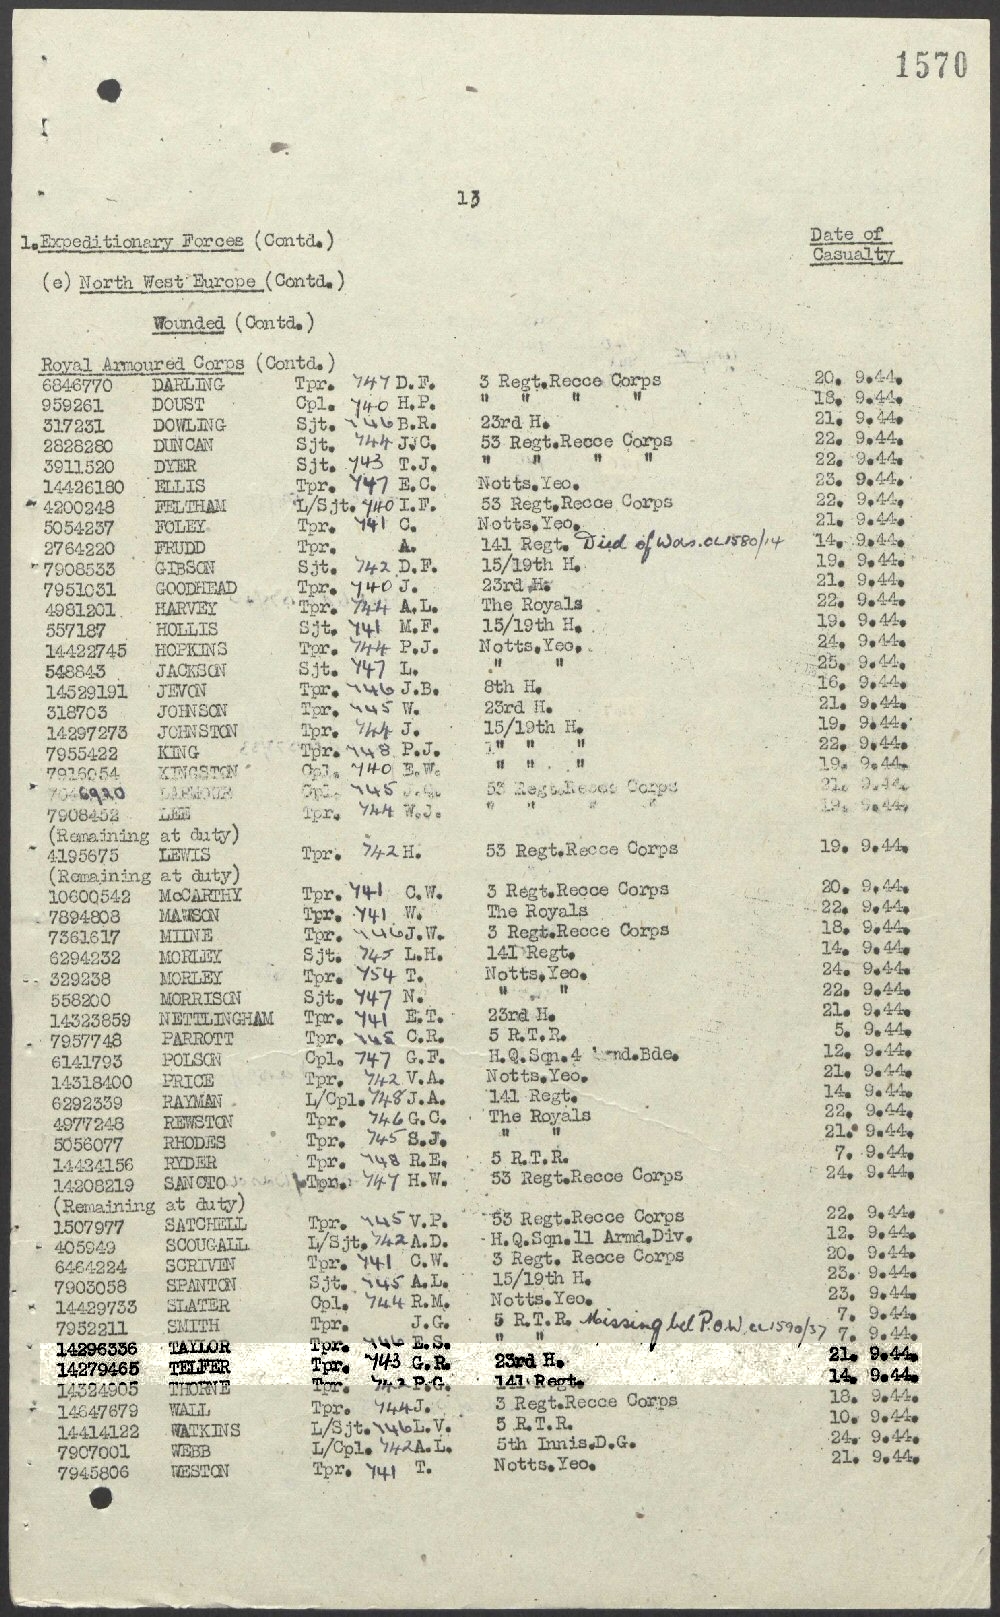 1570
13
1. Expeditionary Forces (Contd.) Date of
Casualty
(e) North West Europe (Contd.)
Wounded (Contd.)
Royal Armoured Corps (Contd.)
6846770 DARLING Tpr. 747 D.F. 3 Regt.Recce Corps 20. 9.44.
959261 DOUST Cpl. 740 H.P. " " " " 18. 9.44.
317231 DOWLING Sjt. 746 B.R. 23rd H. 21. 9.44.
2828280 DUNCAN Sjt. 744 J.C. 53 Regt.Recce Corps 22. 9.44.
3911520 DYER Sjt. 743 T.J. " " " " 22. 9.44.
14426180 ELLIS Tpr. 747 E.C. Notts.Yeo. 23. 9.44.
4200248 FELTHAM L/Sjt. 740 I.F. 53 Regt.Recce Corps 22. 9.44.
5054237 FOLEY Tpr. 741 C. Notts.Yeo. 21. 9.44.
2764220 FRUDD Tpr. A. 141 Regt. Died of Wds. CL1580/14 14. 9.44.
7908533 GIBSON Sjt. 742 D.F. 15/19th H. 19. 9.44.
7951031 GOODHEAD Tpr. 740 J. 23rd H. 21. 9.44.
4981201 HARVEY Tpr. 744 A.L. The Royals 22. 9.44.
557187 HOLLIS Sjt. 741 M.F. 15/19th H. 19. 9.44.
14422745 HOPKINS Tpr. 744 P.J. Notts.Yeo. 24. 9.44.
548843 JACKSON Sjt. 747 L. " " 25. 9.44.
14529191 JEVON Tpr. 746 J.B. 8th H. 16. 9.44.
318703 JOHNSON Tpr. 745 W. 23rd H. 21. 9.44.
14297273 JOHNSTON Tpr. 744 J. 15/19th H. 19. 9.44.
7955422 KING Tpr. 748 P.J. " " " 22. 9.44.
7916054 KINGSTON Cpl. 740 E.W. " " " 19. 9.44.
6920 Cpl. 745 53 Regt.Recce Corps 21. 9.44.
7908452 LEE Tpr. 744 W.J. " " " " 19. 9.44.
(Remaining at duty)
4195675 LEWIS Tpr. 742 H. 53 Regt.Recce Corps 19. 9.44.
(Remaining at duty)
10600542 McCARTHY Tpr. 741 C.W. 3 Regt.Recce Corps 20. 9.44.
7894808 MAWSON Tpr. 741 W. The Royals 22. 9.44.
7361617 MILNE Tpr. 746 J.W. 3 Regt.Recce Corps 18. 9.44.
6294232 MORLEY Sjt. 745 L.H. 141 Regt. 14. 9.44.
329238 MORLEY Tpr. 754 T. Notts.Yeo. 24. 9.44.
558200 MORRISON Sjt. 747 N. " " 22. 9.44.
14323859 NETTLINGHAM Tpr. 741 E.T. 23rd H. 21. 9.44.
7957748 PARROTT Tpr. 745 C.R. 5 R.T.R. 5. 9.44.
6141793 POLSON Cpl. 747 G.F. H.Q.Sqn.4 Armd.Bde. 12. 9.44.
14318400 PRICE Tpr. 742 V.A. Notts.Yeo. 21. 9.44.
6292339 RAYMAN L/Cpl. 748 J.A. 141 Regt. 14. 9.44.
4977248 REWSTON Tpr. 746 G.C. The Royals 22. 9.44.
5056077 RHODES Tpr. 745 S.J. " " 21. 9.44.
14424156 RYDER Tpr. 748 R.E. 5 R.T.R. 7. 9.44.
14208219 SANCTO Tpr. 747 H.W. 53 Regt.Recce Corps 24. 9.44.
(Remaining at duty)
1507977 SATCHELL Tpr. 745 V.P. 53 Regt.Recce Corps 22. 9.44.
405949 SCOUGALL L/Sjt. 742 A.D. H.Q.Sqn.11 Armd.Div. 12. 9.44.
6464224 SCRIVEN Tpr. 741 C.W. 3 Regt. Recce Corps 20. 9.44.
7903058 SPANTON Sjt. 745 A.L. 15/19th H. 23. 9.44.
14429733 SLATER Cpl. 744 R.M. Notts.Yeo. 23. 9.44.
7952211 SMITH Tpr. J.G. 5 R.T.R. Missing bel P.O.W. CL1590/37 7. 9.44.
14296336 TAYLOR Tpr. 746 E.S. " " 7. 9.44.
14279465 TELFER Tpr. 743 G.R. 23rd H. 21. 9.44.
14324905 THORNE Tpr. 742 P.G. 141 Regt. 14. 9.44.
14647679 WALL Tpr. 744 J. 3 Regt.Recce Corps 18. 9.44.
14414122 WATKINS L/Sjt. 746 L.V. 5 R.T.R. 10. 9.44.
7907001 WEBB L/Cpl. 742 A.L. 5th Innis.D.G. 24. 9.44.
7945806 WESTON Tpr. 741 T. Notts.Yeo. 21. 9.44.